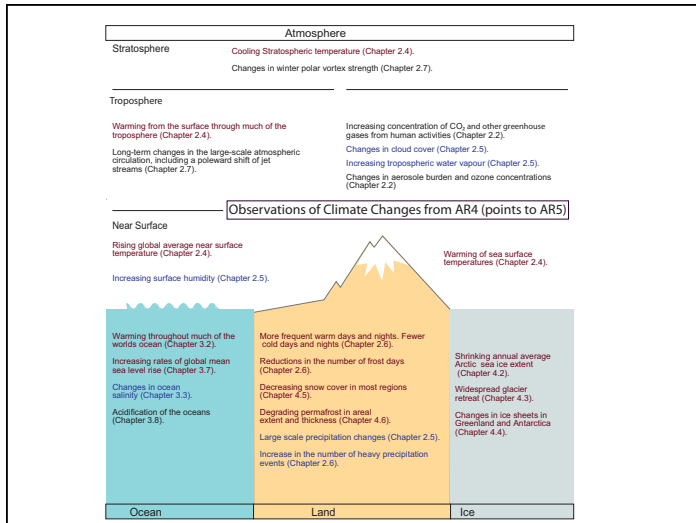 Atmosphere
Stratosphere
Cooling Stratospheric temperature (Chapter 2.4).
Changes in winter polar vortex strength (Chapter 2.7).
Troposphere
Warming from the surface through much of the
troposphere (Chapter 2.4).
Long-term changes in the large-scale atmospheric
circulation, including a poleward shift of jet
streams (Chapter 2.7).
Increasing concentration of CO₂ and other greenhouse
gases from human activities (Chapter 2.2).
Changes in cloud cover (Chapter 2.5).
Increasing tropospheric water vapour (Chapter 2.5).
Changes in aerosole burden and ozone concentrations
(Chapter 2.2)
Observations of Climate Changes from AR4 (points to AR5)
Near Surface
Rising global average near surface
temperature (Chapter 2.4).
Increasing surface humidity (Chapter 2.5).
Warming of sea surface
temperatures (Chapter 2.4).
Warming throughout much of the
worlds ocean (Chapter 3.2).
Increasing rates of global mean
sea level rise (Chapter 3.7).
Changes in ocean
salinity (Chapter 3.3).
Acidification of the oceans
(Chapter 3.8).
More frequent warm days and nights. Fewer
cold days and nights (Chapter 2.6).
Reductions in the number of frost days
(Chapter 2.6).
Decreasing snow cover in most regions
(Chapter 4.5).
Degrading permafrost in areal
extent and thickness (Chapter 4.6).
Large scale precipitation changes (Chapter 2.5).
Increase in the number of heavy precipitation
events (Chapter 2.6).
Shrinking annual average
Arctic sea ice extent
(Chapter 4.2).
Widespread glacier
retreat (Chapter 4.3).
Changes in ice sheets in
Greenland and Antarctica
(Chapter 4.4).
Ocean
Land
Ice